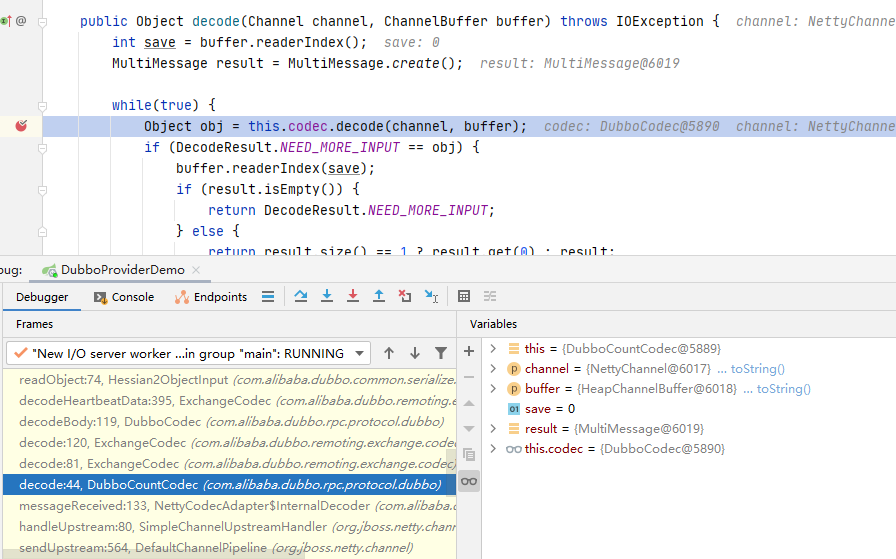 public Object decode(Channel channel, ChannelBuffer buffer) throws IOException {  channel: NettyChann
int save = buffer.readerIndex();  save: 0
MultiMessage result = MultiMessage.create();  result: MultiMessage@6019
while(true) {
Object obj = this.codec.decode(channel, buffer);  codec: DubboCodec@5890  channel: NettyChanne
if (DecodeResult.NEED_MORE_INPUT == obj) {
buffer.readerIndex(save);
if (result.isEmpty()) {
return DecodeResult.NEED_MORE_INPUT;
} else {
return result.size() == 1 ? result.get(0) : result;
bug: DubboProviderDemo
Debugger Console Endpoints
Frames
Variables
"New I/O server worker ...in group "main": RUNNING
readObject:74, Hessian2ObjectInput (com.alibaba.dubbo.common.serialize.
decodeHeartbeatData:395, ExchangeCodec (com.alibaba.dubbo.remoting.e
decodeBody:119, DubboCodec (com.alibaba.dubbo.rpc.protocol.dubbo)
decode:120, ExchangeCodec (com.alibaba.dubbo.remoting.exchange.codec
decode:81, ExchangeCodec (com.alibaba.dubbo.remoting.exchange.codec)
decode:44, DubboCountCodec (com.alibaba.dubbo.rpc.protocol.dubbo)
messageReceived:133, NettyCodecAdapter$InternalDecoder (com.alibaba.d
handleUpstream:80, SimpleChannelUpstreamHandler (org.jboss.netty.chann
sendUpstream:564, DefaultChannelPipeline (org.jboss.netty.channel)
this = {DubboCountCodec@5889}
p channel = {NettyChannel@6017} ... toString()
p buffer = {HeapChannelBuffer@6018} ... toString()
01 save = 0
result = {MultiMessage@6019}
this.codec = {DubboCodec@5890}